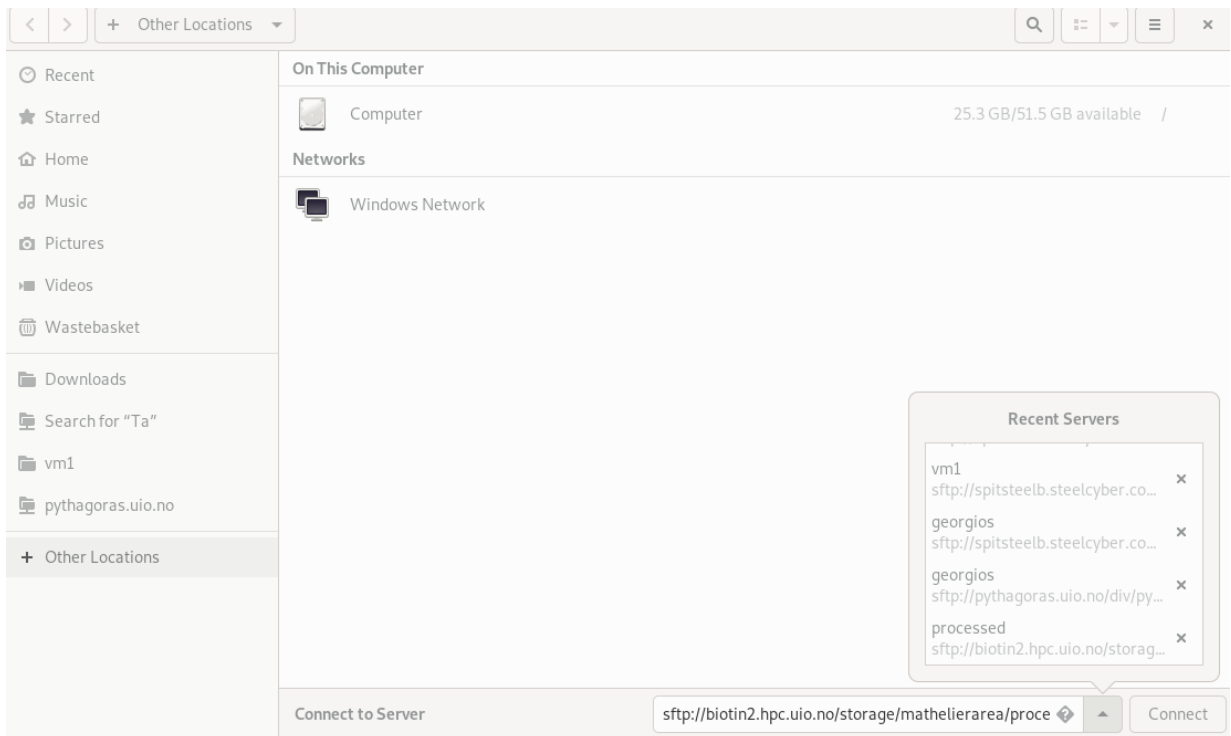 + Other Locations
Recent
Starred
Home
Music
Pictures
Videos
Wastebasket
Downloads
Search for “Ta”
vm1
pythagoras.uio.no
+ Other Locations
On This Computer
Computer 25.3 GB/51.5 GB available /
Networks
Windows Network
Recent Servers
vm1
sftp://spitsteelb.steelcyber.co...
georgios
sftp://spitsteelb.steelcyber.co...
georgios
sftp://pythagoras.uio.no/div/py...
processed
sftp://biotin2.hpc.uio.no/storag...
Connect to Server sftp://biotin2.hpc.uio.no/storage/mathelierarea/proce Connect